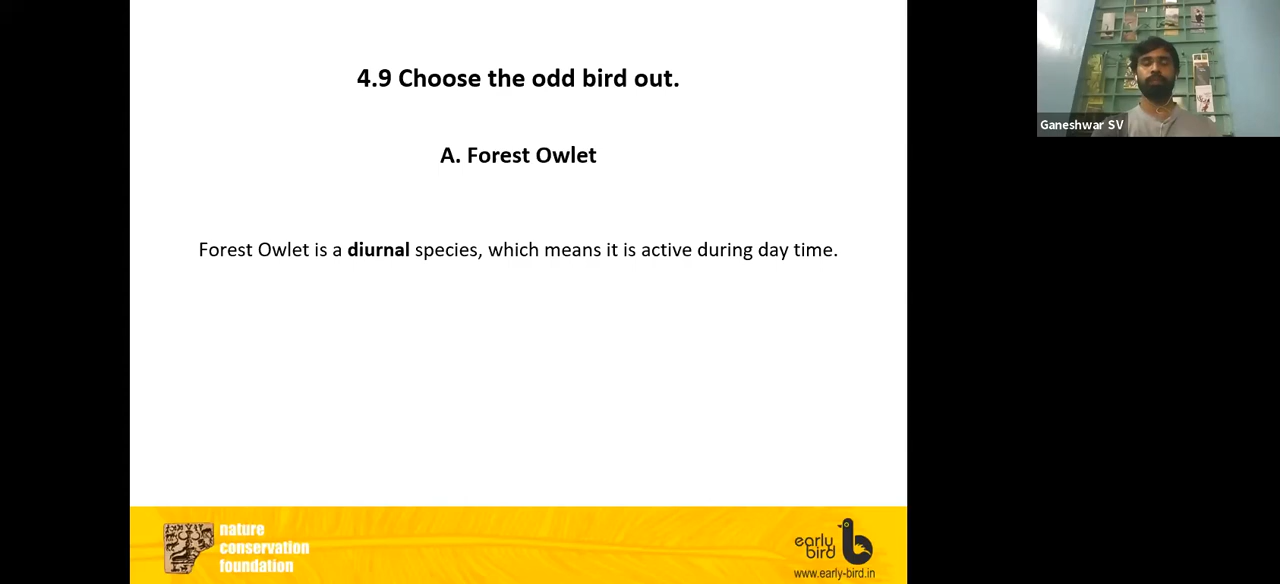 4.9 Choose the odd bird out.
A. Forest Owlet
Forest Owlet is a diurnal species, which means it is active during day time.
Ganeshwar SV
nature
conservation
foundation
early
bird
www.early-bird.in